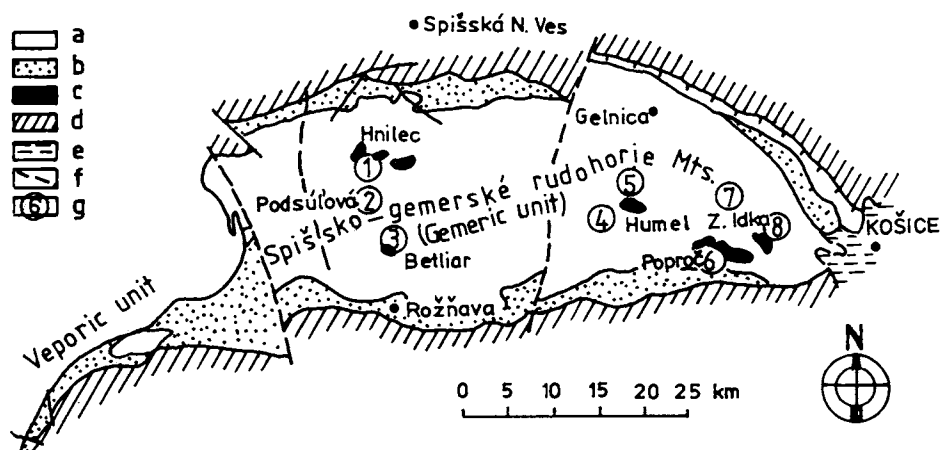 a
b
c
d
e
f
6 g
Spišská N. Ves
Gelnica
Hnilec
1
Podsúľová
2
Spišsko-gemerské rudohorie Mts.
(Gemeric unit)
3
Betliar
5
4
Humel
7
Z. Idka
8
Poproč
6
KOŠICE
Rožňava
Veporic unit
0 5 10 15 20 25 km
N